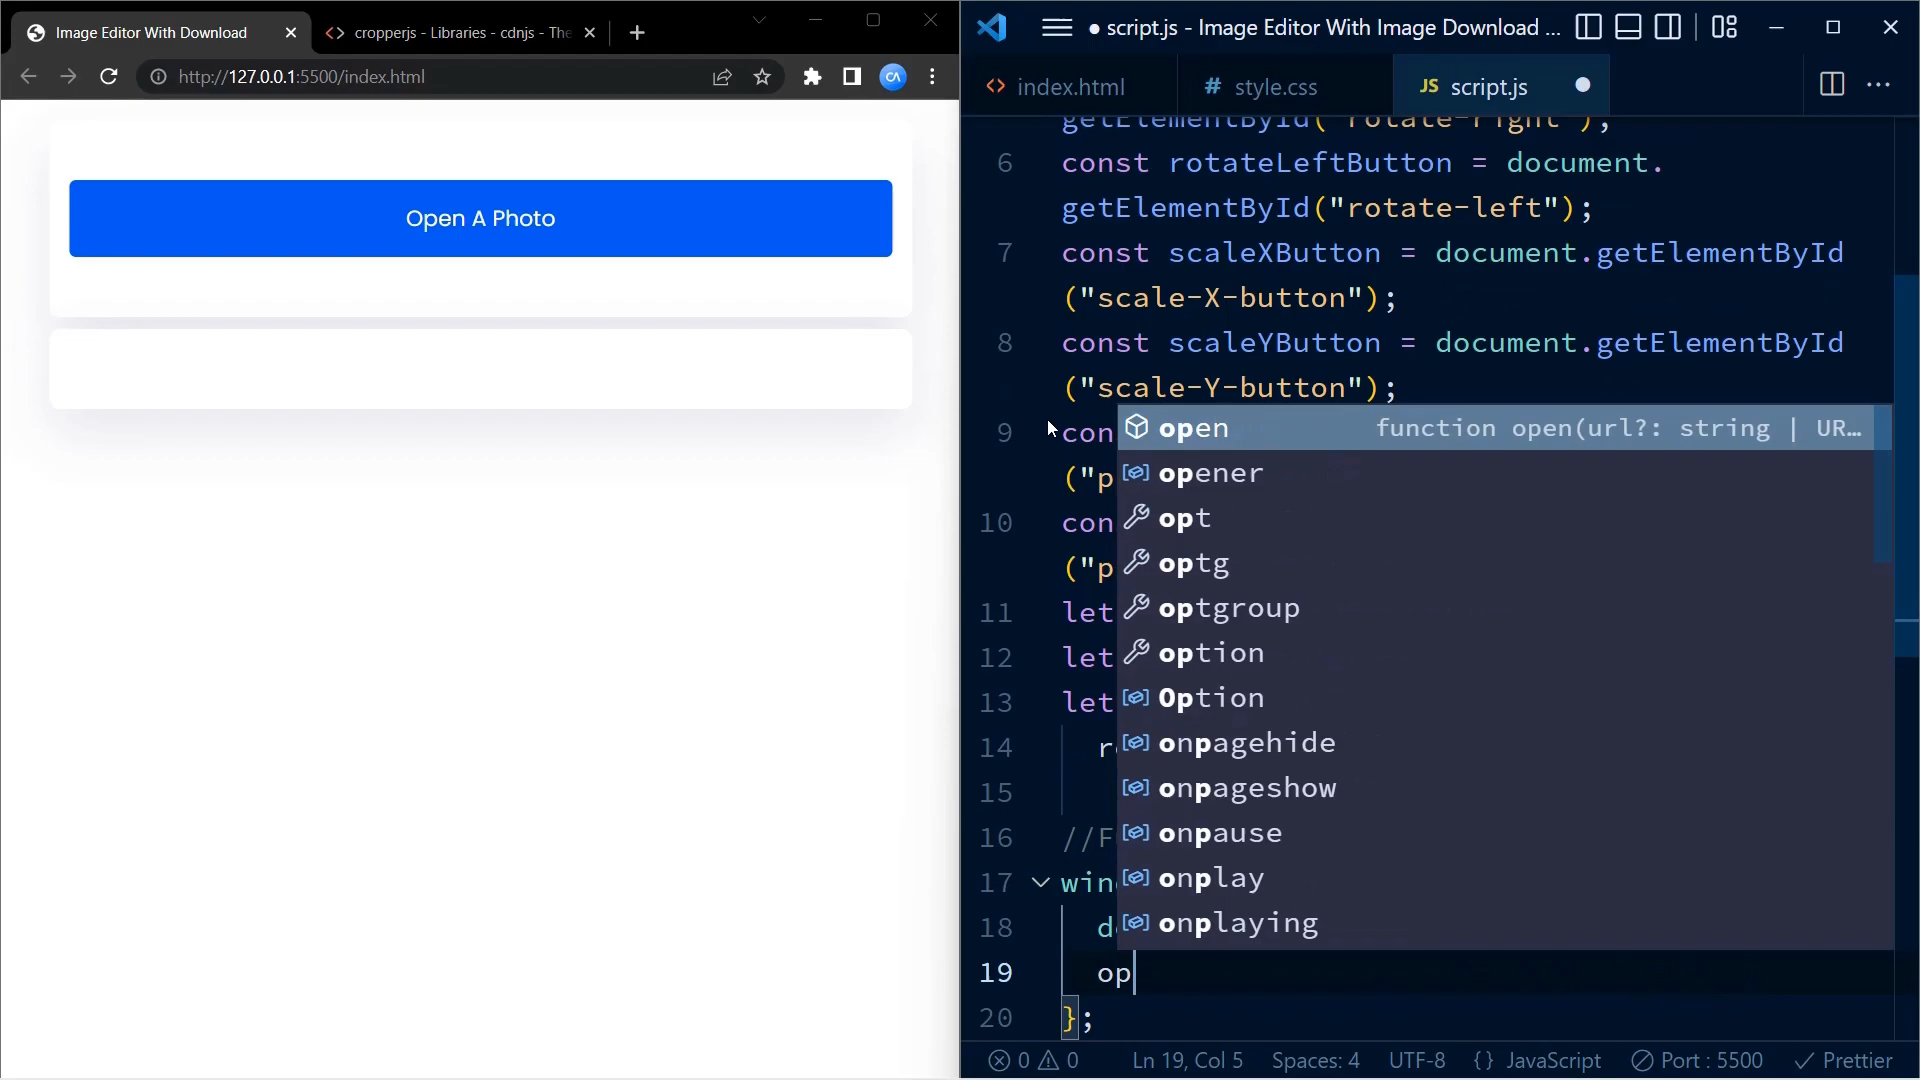 Image Editor With Download
cropperjs - Libraries - cdnjs - The
http://127.0.0.1:5500/index.html
CA
Open A Photo
● script.js - Image Editor With Image Download ...
index.html
# style.css
JS script.js
getElementById("rotate-right");
6 const rotateLeftButton = document.
getElementById("rotate-left");
7 const scaleXButton = document.getElementById
("scale-X-button");
8 const scaleYButton = document.getElementById
("scale-Y-button");
9 con
("p
10 con
("p
11 let
12 let
13 let
14
15
16 //F
17 win
18
19 op
20 };
open function open(url?: string | UR…
opener
opt
optg
optgroup
option
Option
onpagehide
onpageshow
onpause
onplay
onplaying
0 0 Ln 19, Col 5 Spaces: 4 UTF-8 {} JavaScript Port : 5500 Prettier